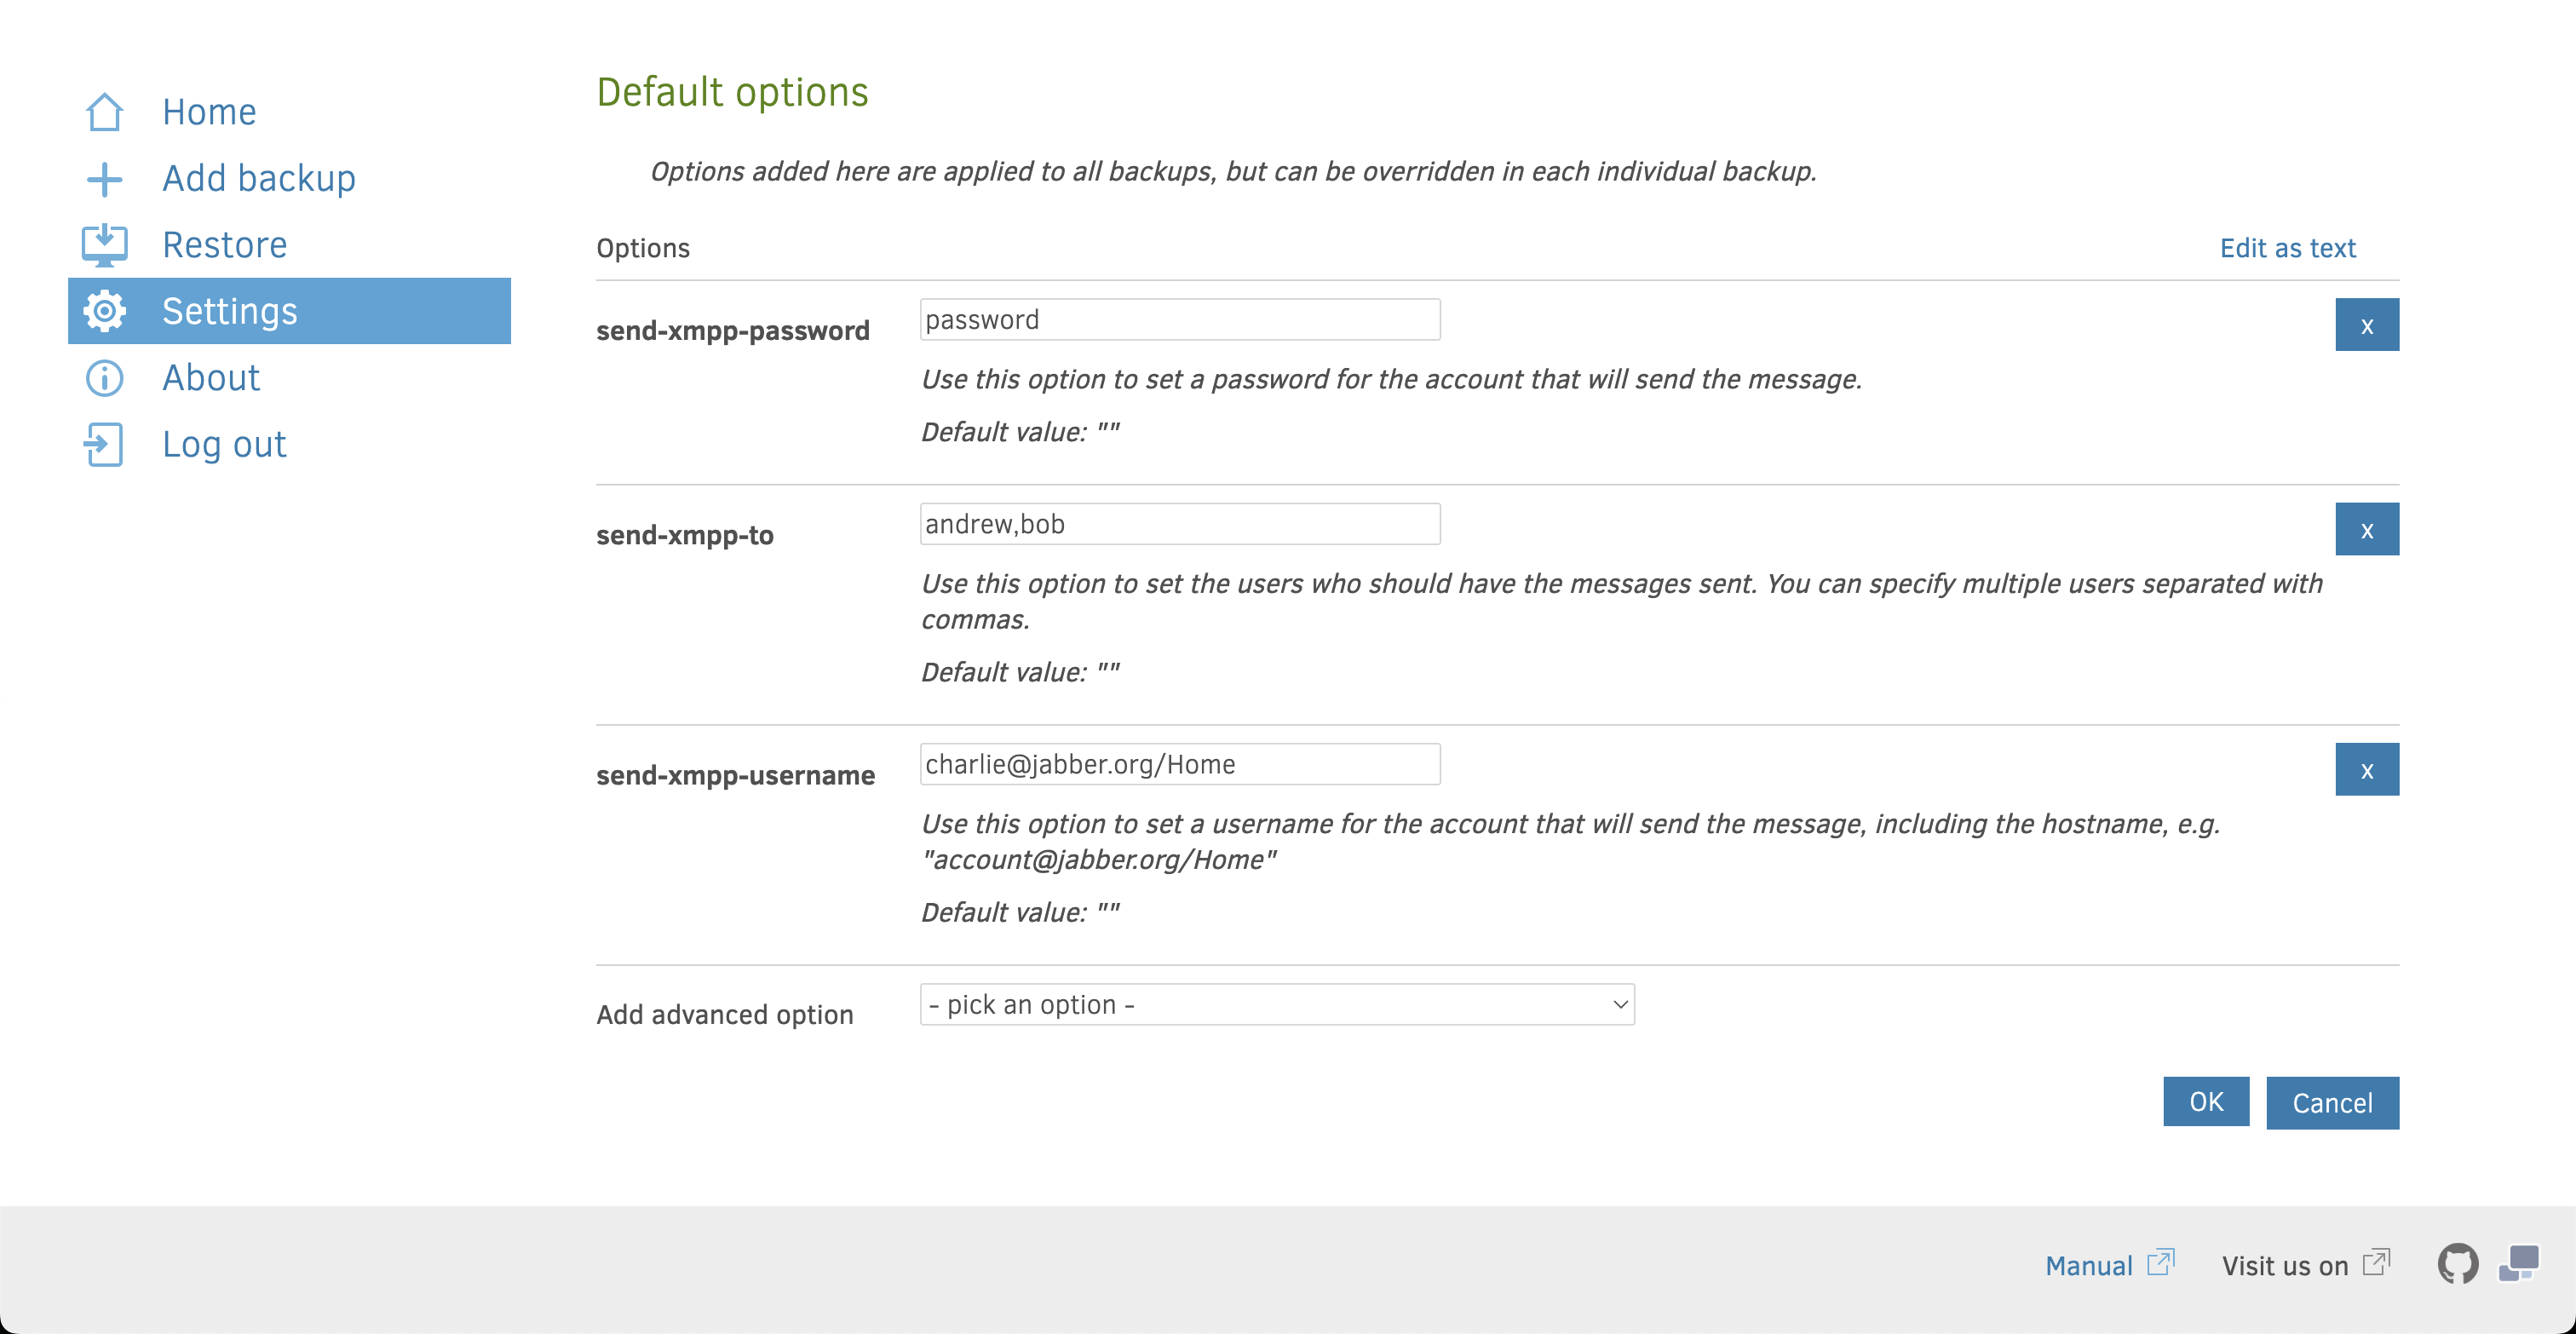 Home
Add backup
Restore
Settings
About
Log out
Default options
Options added here are applied to all backups, but can be overridden in each individual backup.
Options
Edit as text
send-xmpp-password
password
x
Use this option to set a password for the account that will send the message.
Default value: ""
send-xmpp-to
andrew,bob
x
Use this option to set the users who should have the messages sent. You can specify multiple users separated with
commas.
Default value: ""
send-xmpp-username
charlie@jabber.org/Home
x
Use this option to set a username for the account that will send the message, including the hostname, e.g.
"account@jabber.org/Home"
Default value: ""
Add advanced option
- pick an option -
OK
Cancel
Manual
Visit us on